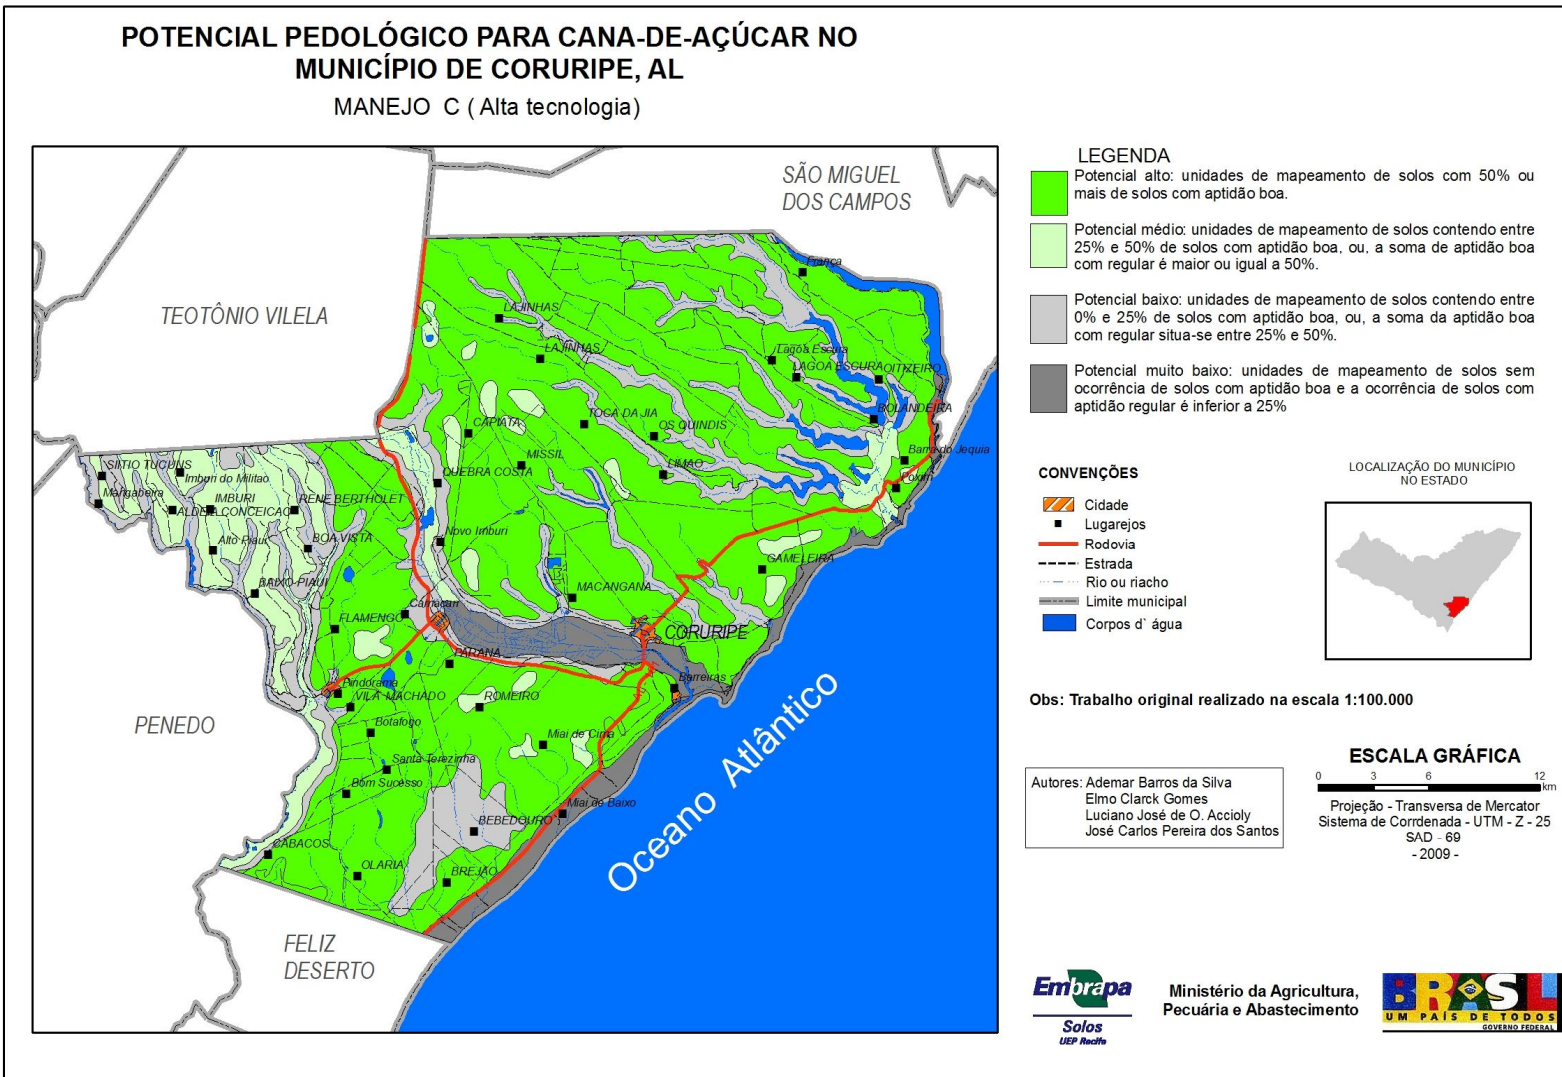 POTENCIAL PEDOLÓGICO PARA CANA-DE-AÇÚCAR NO
MUNICÍPIO DE CORURIPE, AL
MANEJO C ( Alta tecnologia)
SÃO MIGUEL
DOS CAMPOS
TEOTÔNIO VILELA
PENEDO
FELIZ
DESERTO
Oceano Atlântico
França
LAJINHAS
LAJINHAS
Lagoa Escura
LAGOA ESCURA
OITIZEIRO
BOLANDEIRA
TOCA DA JIA
CAPIATA
OS QUINDIS
MISSIL
LIMAO
Barra do Jequia
Poxim
QUEBRA COSTA
SITIO TUCUNS
Imburi do Militao
Mangabeira
IMBURI
RENE BERTHOLET
ALDEIA CONCEICAO
Alto Piaui
BOA VISTA
Novo Imburi
GAMELEIRA
BAIXO PIAUI
MACANGANA
Camacari
FLAMENGO
CORURIPE
PARANA
Pindorama
VILA MACHADO
ROMEIRO
Barreiras
Botafogo
Miai de Cima
Santa Terezinha
Bom Sucesso
Miai de Baixo
BEBEDOURO
CABACOS
OLARIA
BREJÃO
LEGENDA
Potencial alto: unidades de mapeamento de solos com 50% ou
mais de solos com aptidão boa.
Potencial médio: unidades de mapeamento de solos contendo entre
25% e 50% de solos com aptidão boa, ou, a soma de aptidão boa
com regular é maior ou igual a 50%.
Potencial baixo: unidades de mapeamento de solos contendo entre
0% e 25% de solos com aptidão boa, ou, a soma da aptidão boa
com regular situa-se entre 25% e 50%.
Potencial muito baixo: unidades de mapeamento de solos sem
ocorrência de solos com aptidão boa e a ocorrência de solos com
aptidão regular é inferior a 25%
CONVENÇÕES
Cidade
Lugarejos
Rodovia
Estrada
Rio ou riacho
Limite municipal
Corpos d` água
LOCALIZAÇÃO DO MUNICÍPIO
NO ESTADO
Obs: Trabalho original realizado na escala 1:100.000
ESCALA GRÁFICA
0 3 6 12
km
Projeção - Transversa de Mercator
Sistema de Corrdenada - UTM - Z - 25
SAD - 69
- 2009 -
Autores: Ademar Barros da Silva
Elmo Clarck Gomes
Luciano José de O. Accioly
José Carlos Pereira dos Santos
Embrapa
Solos
UEP Recife
Ministério da Agricultura,
Pecuária e Abastecimento
BRASIL
UM PAÍS DE TODOS
GOVERNO FEDERAL